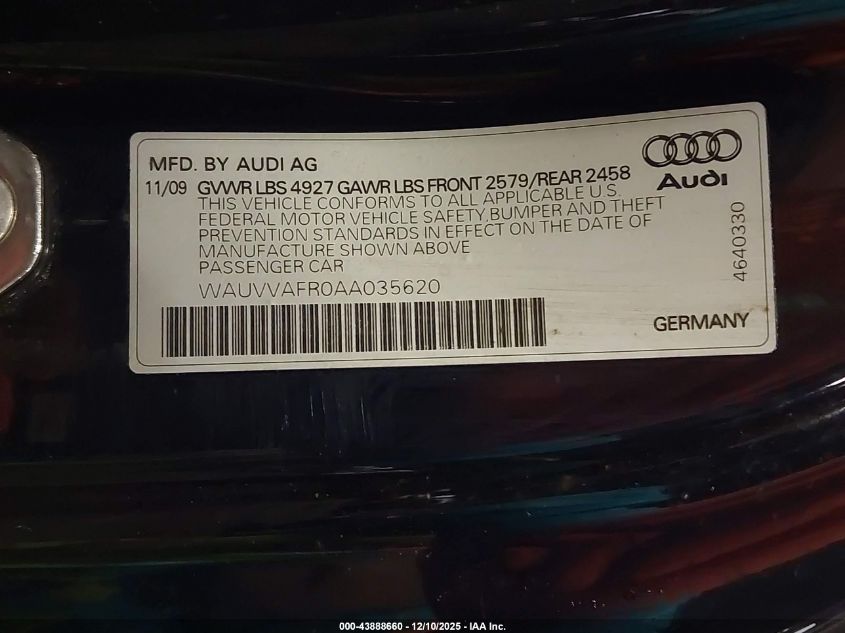 MFD. BY AUDI AG
11/09 GVWR LBS 4927 GAWR LBS FRONT 2579/REAR 2458
THIS VEHICLE CONFORMS TO ALL APPLICABLE U.S.
FEDERAL MOTOR VEHICLE SAFETY,BUMPER AND THEFT
PREVENTION STANDARDS IN EFFECT ON THE DATE OF
MANUFACTURE SHOWN ABOVE
PASSENGER CAR
WAUVVAFR0AA035620
Audi
4640330
GERMANY
000-43888660 - 12/10/2025 - IAA Inc.